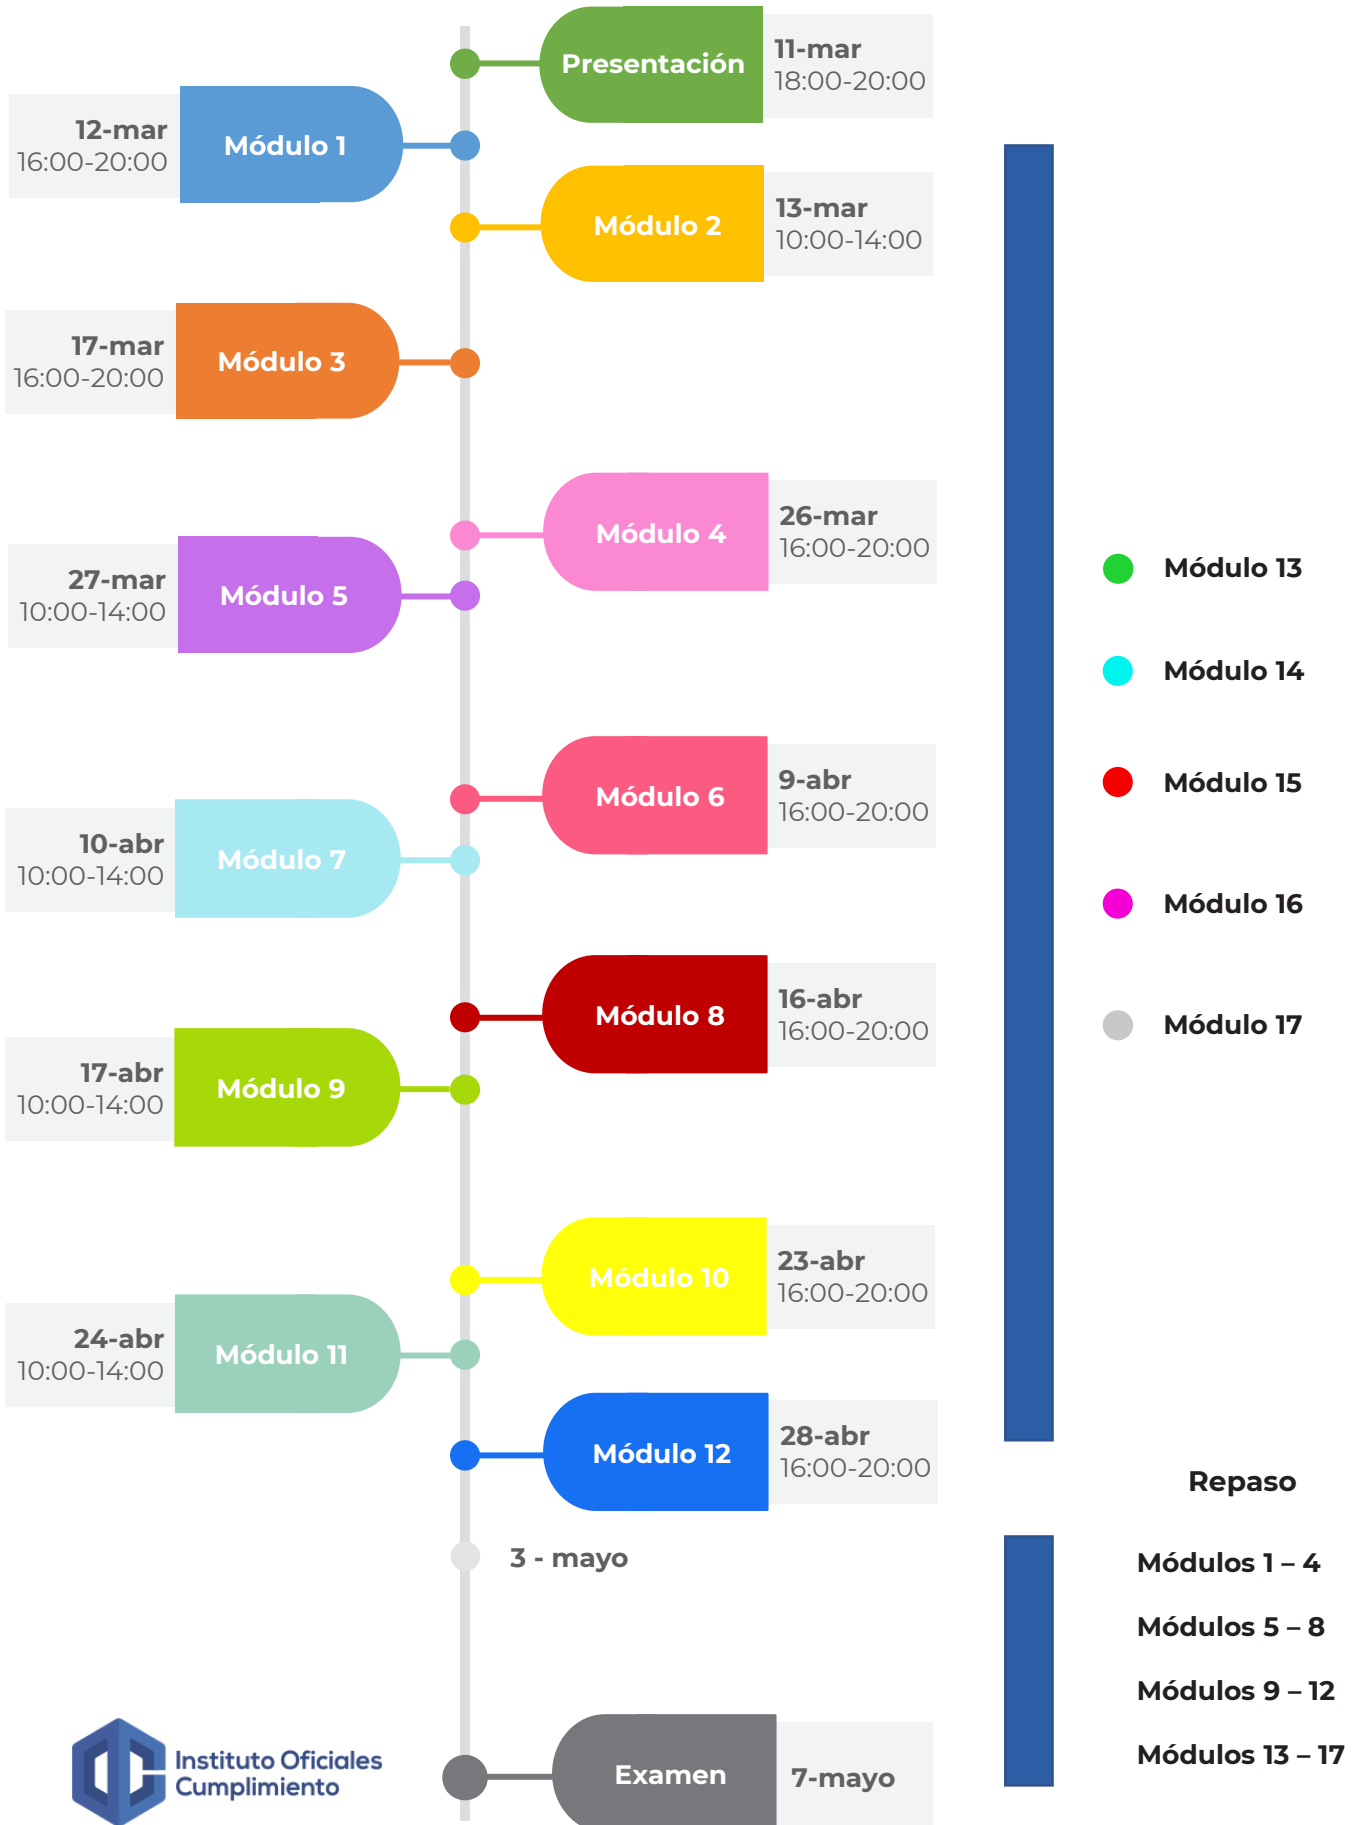 Presentación
11-mar
18:00-20:00
12-mar
16:00-20:00
Módulo 1
Módulo 2
13-mar
10:00-14:00
17-mar
16:00-20:00
Módulo 3
Módulo 4
26-mar
16:00-20:00
27-mar
10:00-14:00
Módulo 5
Módulo 6
9-abr
16:00-20:00
10-abr
10:00-14:00
Módulo 7
Módulo 8
16-abr
16:00-20:00
17-abr
10:00-14:00
Módulo 9
Módulo 10
23-abr
16:00-20:00
24-abr
10:00-14:00
Módulo 11
Módulo 12
28-abr
16:00-20:00
3 - mayo
Examen
7-mayo
Módulo 13
Módulo 14
Módulo 15
Módulo 16
Módulo 17
Repaso
Módulos 1 – 4
Módulos 5 – 8
Módulos 9 – 12
Módulos 13 – 17
Instituto Oficiales
Cumplimiento